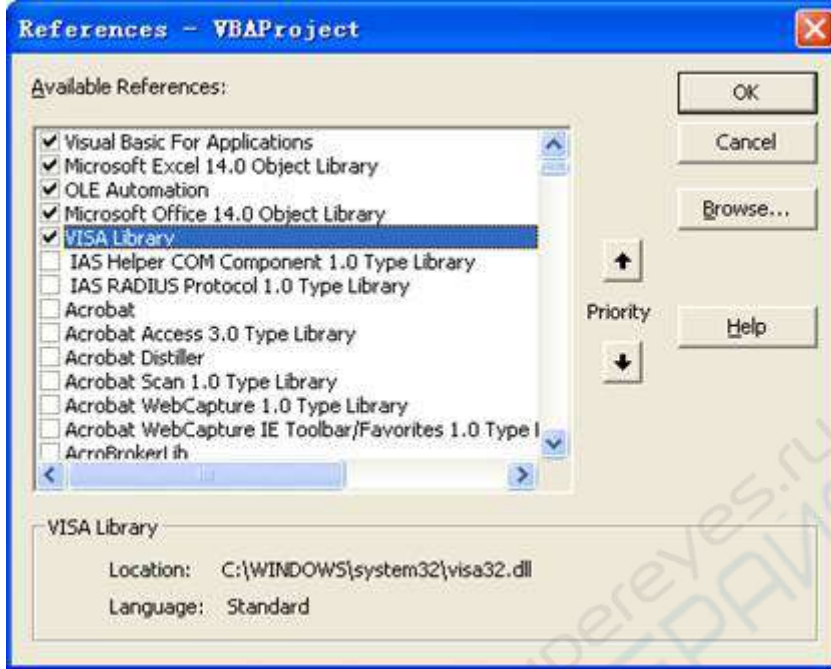 References - VBAProject
Available References:
OK
Visual Basic For Applications
Cancel
Microsoft Excel 14.0 Object Library
OLE Automation
Microsoft Office 14.0 Object Library
Browse...
VISA Library
IAS Helper COM Component 1.0 Type Library
IAS RADIUS Protocol 1.0 Type Library
Acrobat
Priority
Acrobat Access 3.0 Type Library
Help
Acrobat Distiller
Acrobat Scan 1.0 Type Library
Acrobat WebCapture 1.0 Type Library
Acrobat WebCapture IE Toolbar/Favorites 1.0 Type
AcroBrokerLib
VISA Library
Location: C:\WINDOWS\system32\visa32.dll
Language: Standard